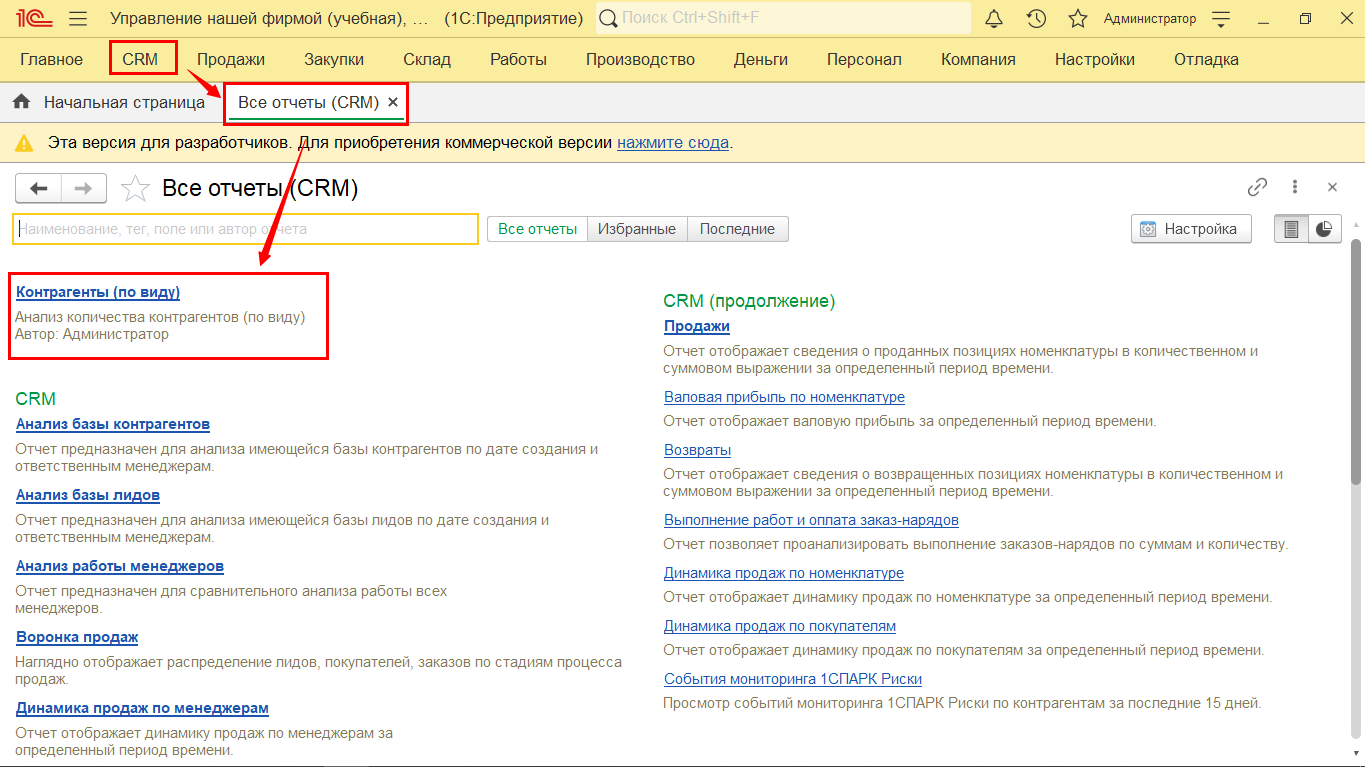 1С Управление нашей фирмой (учебная), ... (1С:Предприятие) Поиск Ctrl+Shift+F Администратор
Главное CRM Продажи Закупки Склад Работы Производство Деньги Персонал Компания Настройки Отладка
Начальная страница Все отчеты (CRM) ×
Эта версия для разработчиков. Для приобретения коммерческой версии нажмите сюда.
Все отчеты (CRM)
Наименование, тег, поле или автор отчета Все отчеты Избранные Последние Настройка
Контрагенты (по виду)
Анализ количества контрагентов (по виду)
Автор: Администратор
CRM
Анализ базы контрагентов
Отчет предназначен для анализа имеющейся базы контрагентов по дате создания и
ответственным менеджерам.
Анализ базы лидов
Отчет предназначен для анализа имеющейся базы лидов по дате создания и
ответственным менеджерам.
Анализ работы менеджеров
Отчет предназначен для сравнительного анализа работы всех
менеджеров.
Воронка продаж
Наглядно отображает распределение лидов, покупателей, заказов по стадиям процесса
продаж.
Динамика продаж по менеджерам
Отчет отображает динамику продаж по менеджерам за
определенный период времени.
CRM (продолжение)
Продажи
Отчет отображает сведения о проданных позициях номенклатуры в количественном и
суммовом выражении за определенный период времени.
Валовая прибыль по номенклатуре
Отчет отображает валовую прибыль за определенный период времени.
Возвраты
Отчет отображает сведения о возвращенных позициях номенклатуры в количественном и
суммовом выражении за определенный период времени.
Выполнение работ и оплата заказ-нарядов
Отчет позволяет проанализировать выполнение заказов-нарядов по суммам и количеству.
Динамика продаж по номенклатуре
Отчет отображает динамику продаж по номенклатуре за определенный период времени.
Динамика продаж по покупателям
Отчет отображает динамику продаж по покупателям за определенный период времени.
События мониторинга 1СПАРК Риски
Просмотр событий мониторинга 1СПАРК Риски по контрагентам за последние 15 дней.